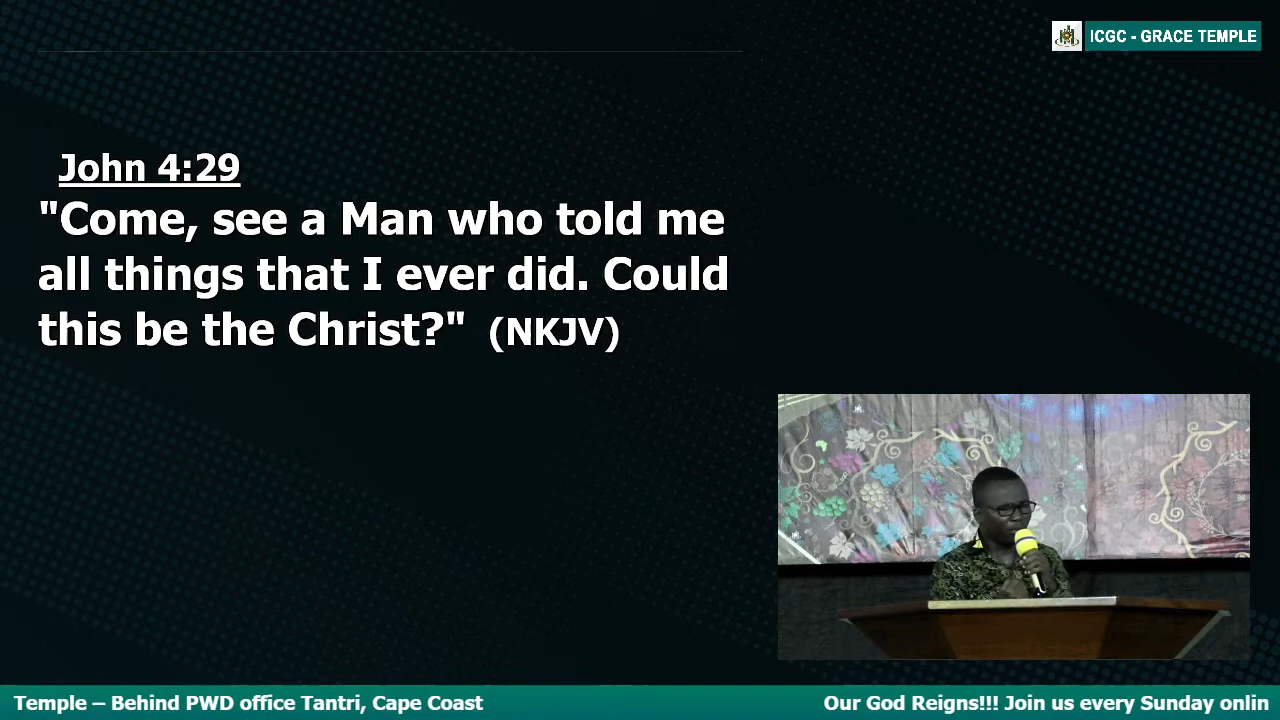 ICGC - GRACE TEMPLE
John 4:29
"Come, see a Man who told me
all things that I ever did. Could
this be the Christ?" (NKJV)
Temple – Behind PWD office Tantri, Cape Coast
Our God Reigns!!! Join us every Sunday onlin